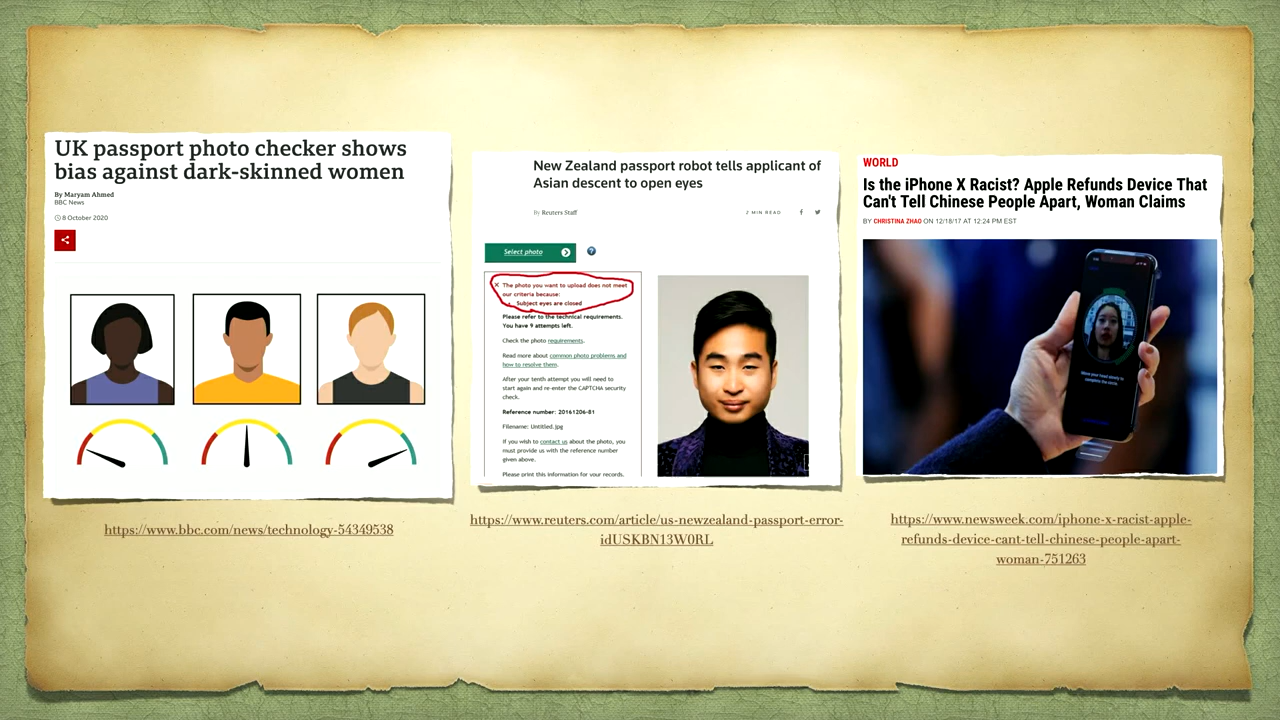 UK passport photo checker shows
bias against dark-skinned women
By Maryam Ahmed
BBC News
8 October 2020
https://www.bbc.com/news/technology-54349538
New Zealand passport robot tells applicant of
Asian descent to open eyes
By Reuters Staff
2 MIN READ
Select photo
?
X The photo you want to upload does not meet
our criteria because:
• Subject eyes are closed
Please refer to the technical requirements.
You have 9 attempts left.
Check the photo requirements.
Read more about common photo problems and
how to resolve them.
After your tenth attempt you will need to
start again and re-enter the CAPTCHA security
check.
Reference number: 20161206-81
Filename: Untitled.jpg
If you wish to contact us about the photo, you
must provide us with the reference number
given above.
Please print this information for your records.
https://www.reuters.com/article/us-newzealand-passport-error-
idUSKBN13W0RL
WORLD
Is the iPhone X Racist? Apple Refunds Device That
Can't Tell Chinese People Apart, Woman Claims
BY CHRISTINA ZHAO ON 12/18/17 AT 12:24 PM EST
Move your head slowly to
complete the circle.
https://www.newsweek.com/iphone-x-racist-apple-
refunds-device-cant-tell-chinese-people-apart-
woman-751263